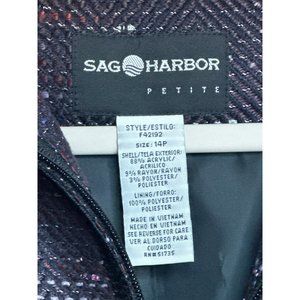 SAG HARBOR
PETITE
STYLE/ESTILO:
F42192
SIZE: 14P
SHELL/TELA EXTERIOR:
88% ACRYLIC/
ACRILICO
9% RAYON/RAYON
3% POLYESTER/
POLIESTER
LINING/FORRO:
100% POLYESTER/
POLIESTER
MADE IN VIETNAM
HECHO EN VIETNAM
SEE REVERSE FOR CARE
VER AL DORSO PARA
CUIDADO
RN#51735